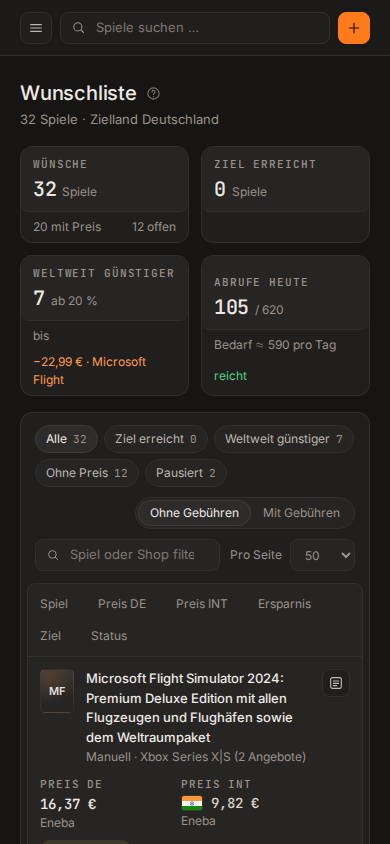 Spiele suchen ...
Wunschliste
32 Spiele · Zielland Deutschland
WÜNSCHE
32 Spiele
20 mit Preis 12 offen
ZIEL ERREICHT
0 Spiele
WELTWEIT GÜNSTIGER
7 ab 20 %
bis
−22,99 € · Microsoft
Flight
ABRUFE HEUTE
105 / 620
Bedarf ≈ 590 pro Tag
reicht
Alle 32 Ziel erreicht 0 Weltweit günstiger 7
Ohne Preis 12 Pausiert 2
Ohne Gebühren Mit Gebühren
Spiel oder Shop filte Pro Seite 50
Spiel Preis DE Preis INT Ersparnis
Ziel Status
MF
Microsoft Flight Simulator 2024:
Premium Deluxe Edition mit allen
Flugzeugen und Flughäfen sowie
dem Weltraumpaket
Manuell · Xbox Series X|S (2 Angebote)
PREIS DE PREIS INT
16,37 € 9,82 €
Eneba Eneba